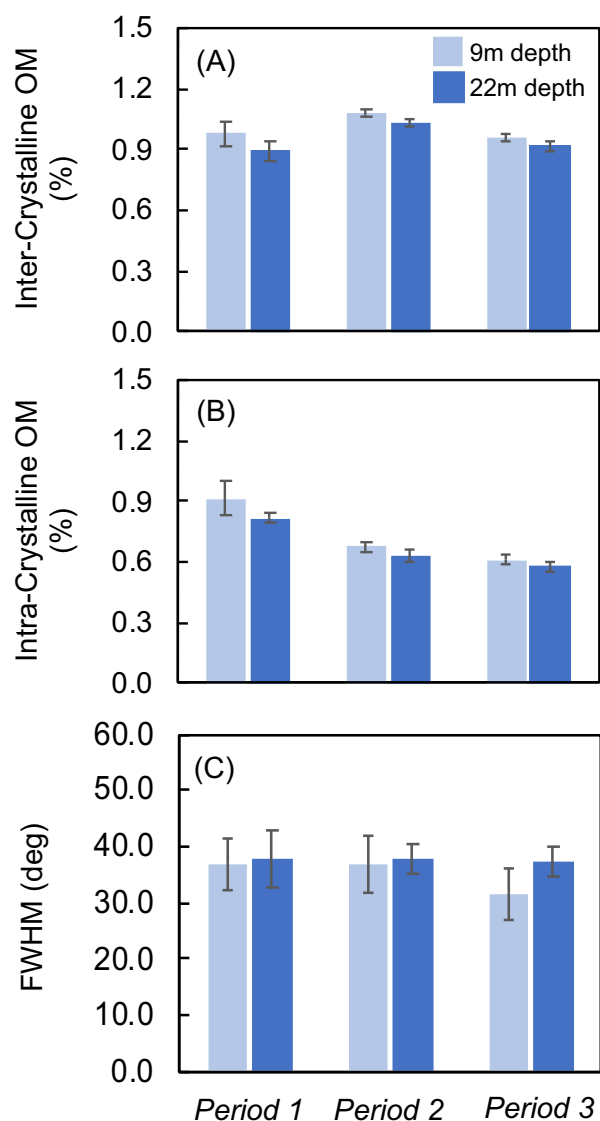 Inter-Crystalline OM
(%)
1.5
1.2
0.9
0.6
0.3
0.0
(A)
9m depth
22m depth
Intra-Crystalline OM
(%)
1.5
1.2
0.9
0.6
0.3
0.0
(B)
FWHM (deg)
60.0
50.0
40.0
30.0
20.0
10.0
0.0
(C)
Period 1 Period 2 Period 3